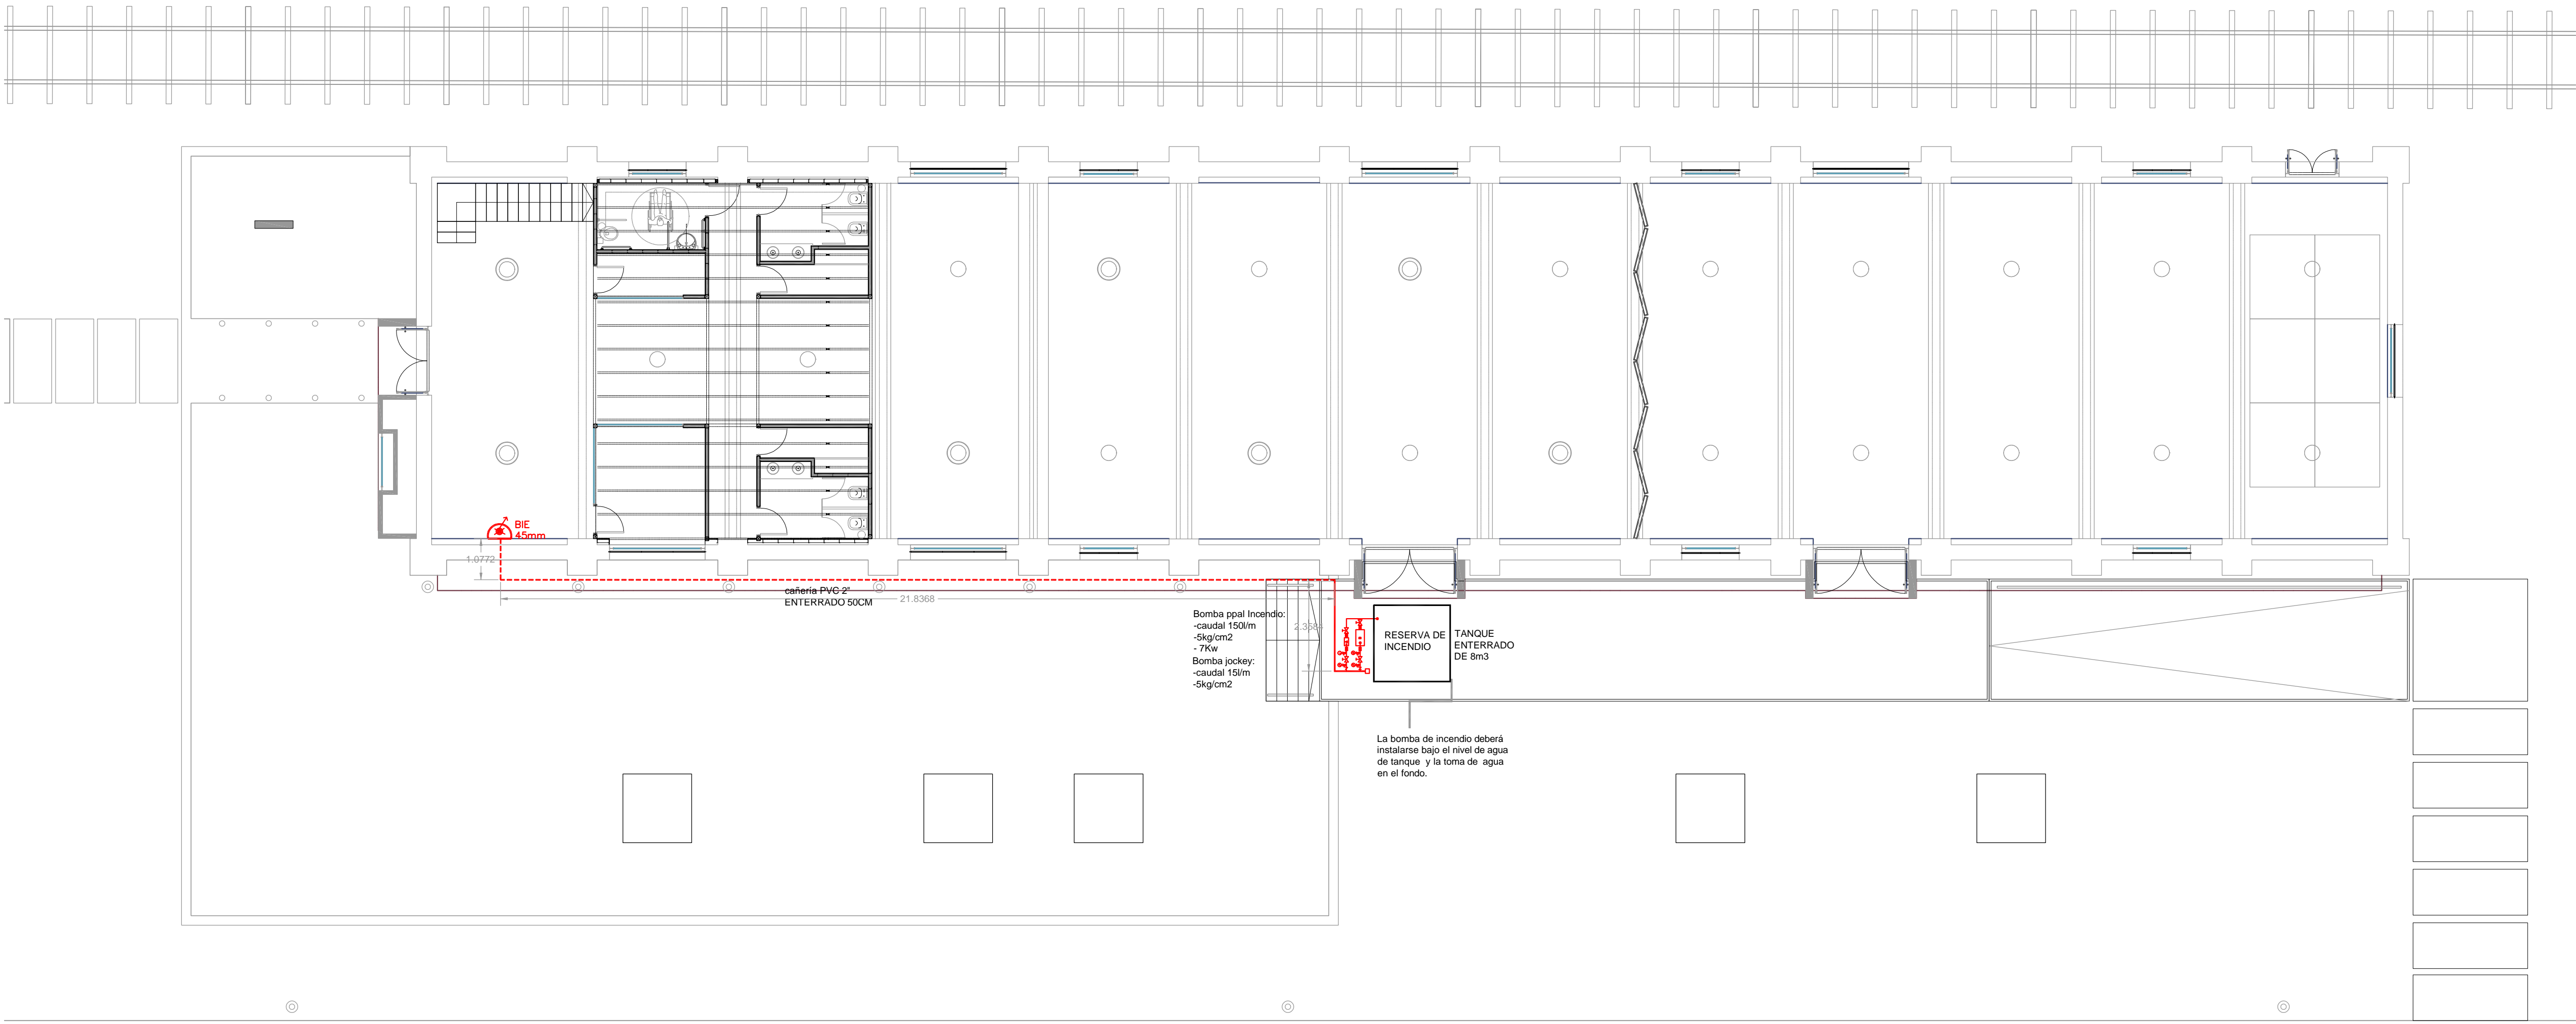 BIE
45mm
1.0772
cañería PVC 2"
ENTERRADO 50CM
21.8368
Bomba ppal Incendio:
-caudal 150l/m
-5kg/cm2
- 7Kw
Bomba jockey:
-caudal 15l/m
-5kg/cm2
RESERVA DE
INCENDIO
TANQUE
ENTERRADO
DE 8m3
La bomba de incendio deberá
instalarse bajo el nivel de agua
de tanque y la toma de agua
en el fondo.